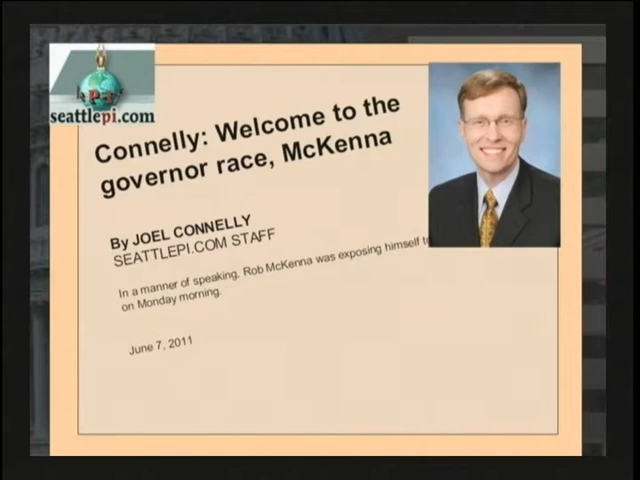 seattlepi.com
Connelly: Welcome to the
governor race, McKenna
By JOEL CONNELLY
SEATTLEPI.COM STAFF
In a manner of speaking, Rob McKenna was exposing himself
on Monday morning.
June 7, 2011